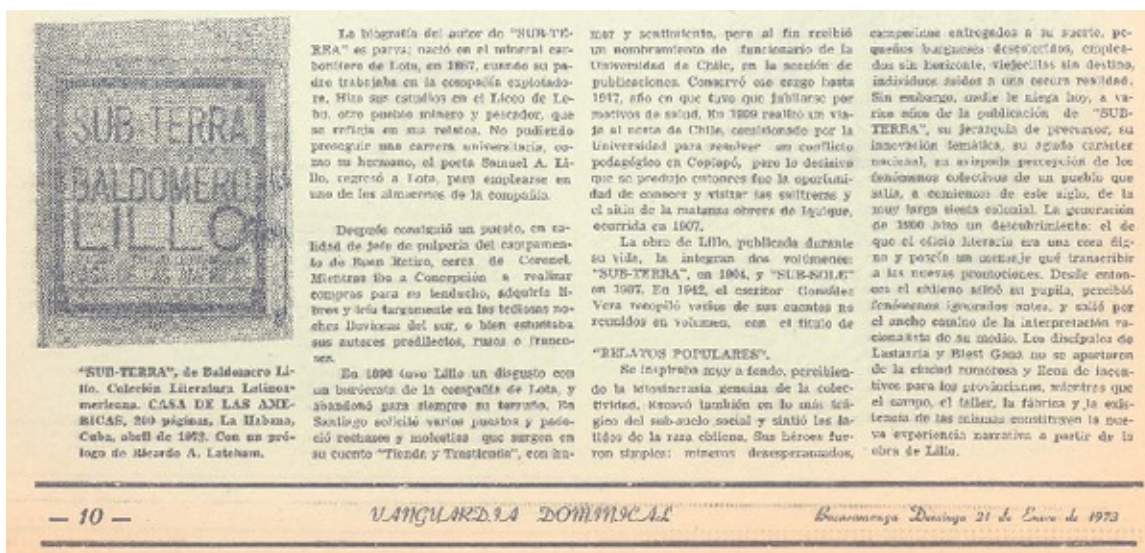 SUB TERRA
BALDOMERO
LILLO
"SUB-TERRA", de Baldomero Li-
llo. Colección Literatura Latinoa-
mericana. CASA DE LAS AME-
RICAS, 260 páginas, La Habana,
Cuba, abril de 1972. Con un pró-
logo de Ricardo A. Latcham.
La biografía del autor de "SUB-TE-
RRA" es parva: nació en el mineral car-
bonífero de Lota, en 1867, cuando su pa-
dre trabajaba en la compañía explotado-
ra. Hizo sus estudios en el Liceo de Le-
bu, otro pueblo minero y pescador, que
se refleja en sus relatos. No pudiendo
proseguir una carrera universitaria, co-
mo su hermano, el poeta Samuel A. Li-
llo, regresó a Lota, para emplearse en
uno de los almacenes de la compañía.
Después consiguió un puesto, en ca-
lidad de jefe de pulpería del campamen-
to de Buen Retiro, cerca de Coronel.
Mientras iba a Concepción a realizar
compras para su tenducho, adquiría li-
bros y leía largamente en las tediosas no-
ches lluviosas del sur, o bien estudiaba
sus autores predilectos, rusos o france-
ses.
En 1898 tuvo Lillo un disgusto con
un burócrata de la compañía de Lota, y
abandonó para siempre su terruño. En
Santiago solicitó varios puestos y pade-
ció rechazos y molestias que surgen en
su cuento "Tienda y Trastienda", con hu-
mor y sentimiento, pero al fin recibió
un nombramiento de funcionario de la
Universidad de Chile, en la sección de
publicaciones. Conservó ese cargo hasta
1917, año en que tuvo que jubilarse por
motivos de salud. En 1909 realizó un via-
je al norte de Chile, comisionado por la
Universidad para resolver un conflicto
pedagógico en Copiapó, pero lo decisivo
que se produjo entonces fue la oportuni-
dad de conocer y visitar las salitreras y
el sitio de la matanza obrera de Iquique,
ocurrida en 1907.
La obra de Lillo, publicada durante
su vida, la integran dos volúmenes:
"SUB-TERRA", en 1904, y "SUB-SOLE"
en 1907. En 1942, el escritor González
Vera recopiló varios de sus cuentos no
reunidos en volumen, con el título de
"RELATOS POPULARES".
Se inspiraba muy a fondo, percibien-
do la idiosincrasia genuina de la colec-
tividad. Excavó también en lo más trá-
gico del sub-suelo social y sintió los la-
tidos de la raza chilena. Sus héroes fue-
ron simples: mineros desesperanzados,
campesinos entregados a su suerte, pe-
queños burgueses descoloridos, emplea-
dos sin horizonte, viejecillos sin destino,
individuos asidos a una oscura realidad.
Sin embargo, nadie le niega hoy, a va-
rios años de la publicación de "SUB-
TERRA", su jerarquía de precursor, su
innovación temática, su agudo carácter
nacional, su avispada percepción de los
fenómenos colectivos de un pueblo que
salía, a comienzos de este siglo, de la
muy larga siesta colonial. La generación
de 1900 hizo un descubrimiento: el de
que el oficio literario era una cosa dig-
na y poseía un mensaje qué transcribir
a las nuevas promociones. Desde enton-
ces el chileno afinó su pupila, percibió
fenómenos ignorados antes, y salió por
el ancho camino de la interpretación ra-
cionalista de su medio. Los discípulos de
Lastarria y Blest Gana no se apartaron
de la ciudad rumorosa y llena de incen-
tivos para los provincianos, mientras que
el campo, el taller, la fábrica y la exis-
tencia de las mismas constituyen la nue-
va experiencia narrativa a partir de la
obra de Lillo.
— 10 —
VANGUARDIA DOMINICAL
Bucaramanga Domingo 21 de Enero de 1973